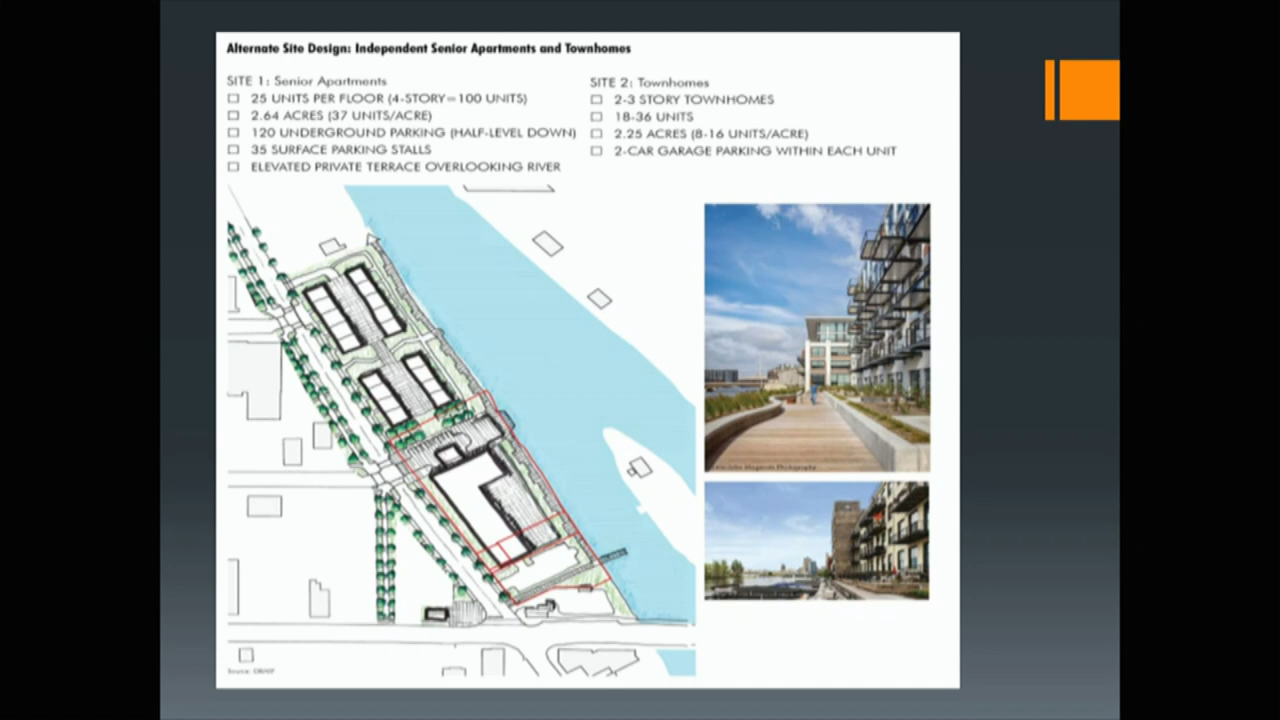 Alternate Site Design: Independent Senior Apartments and Townhomes
SITE 1: Senior Apartments
25 UNITS PER FLOOR (4-STORY=100 UNITS)
2.64 ACRES (37 UNITS/ACRE)
120 UNDERGROUND PARKING (HALF-LEVEL DOWN)
35 SURFACE PARKING STALLS
ELEVATED PRIVATE TERRACE OVERLOOKING RIVER
SITE 2: Townhomes
2-3 STORY TOWNHOMES
18-36 UNITS
2.25 ACRES (8-16 UNITS/ACRE)
2-CAR GARAGE PARKING WITHIN EACH UNIT
Photography
Source: